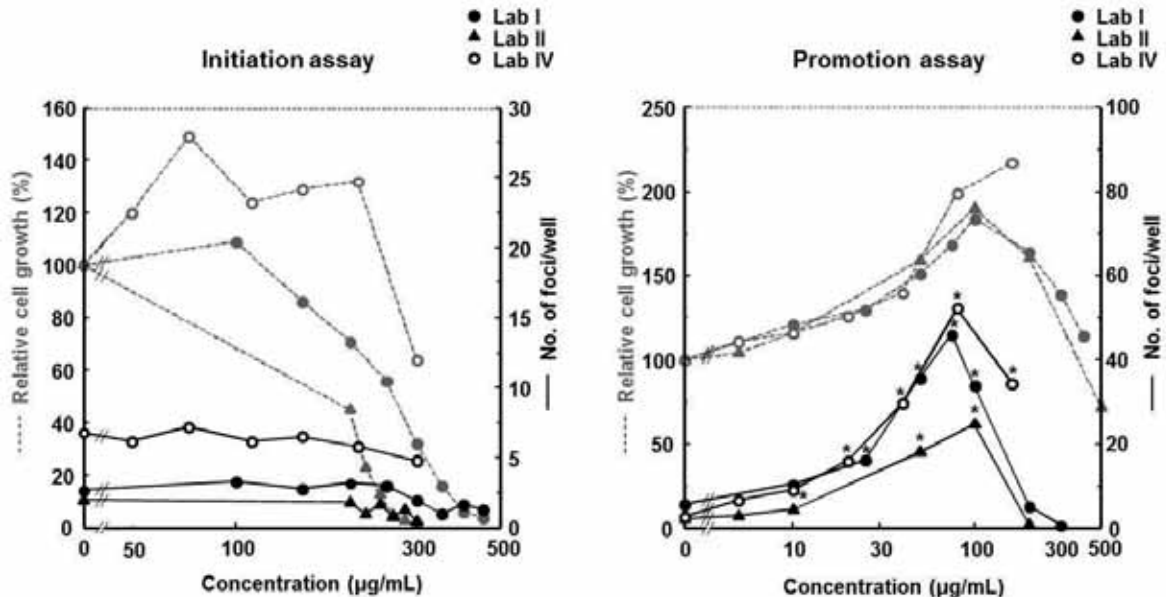 Lab I
Lab II
Lab IV
Initiation assay
160
140
120
100
80
60
40
20
0
Relative cell growth (%)
30
25
20
15
10
5
0
No. of foci/well
0 50 100 300 500
Concentration (µg/mL)
Lab I
Lab II
Lab IV
Promotion assay
250
200
150
100
50
0
Relative cell growth (%)
100
80
60
40
20
0
No. of foci/well
0 10 30 100 300 500
Concentration (µg/mL)